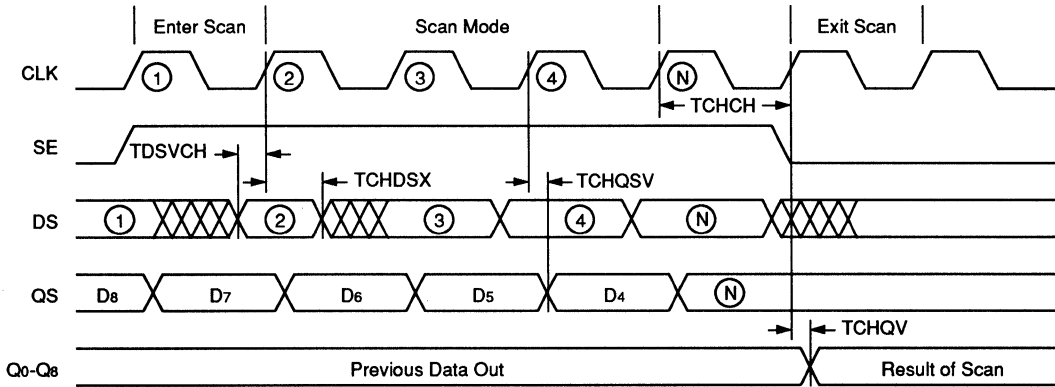 Enter Scan Scan Mode Exit Scan
CLK 1 2 3 4 N
TCHCH
SE
TDSVCH
TCHDSX TCHQSV
DS 1 2 3 4 N
QS D8 D7 D6 D5 D4 N
TCHQV
Q0-Q8 Previous Data Out Result of Scan